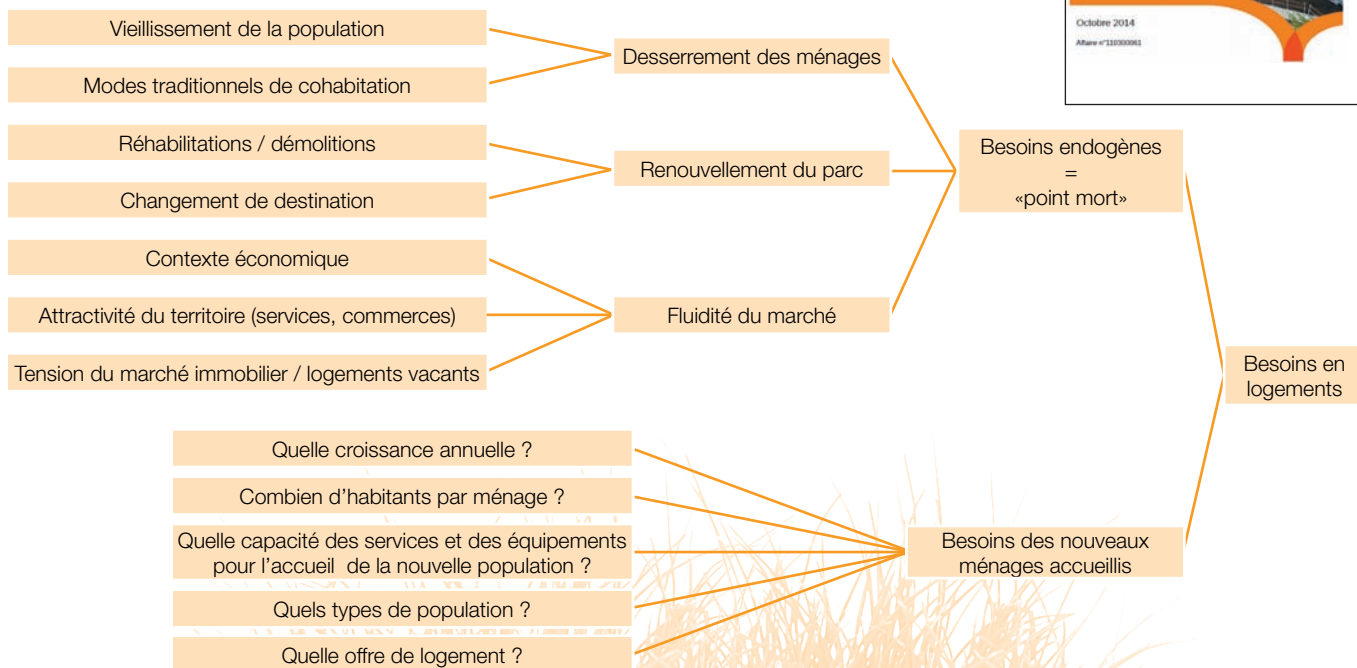 Octobre 2014
Affaire n°110300061
Vieillissement de la population
Modes traditionnels de cohabitation
Desserrement des ménages
Réhabilitations / démolitions
Changement de destination
Renouvellement du parc
Besoins endogènes
=
«point mort»
Contexte économique
Attractivité du territoire (services, commerces)
Tension du marché immobilier / logements vacants
Fluidité du marché
Besoins en
logements
Quelle croissance annuelle ?
Combien d’habitants par ménage ?
Quelle capacité des services et des équipements
pour l’accueil de la nouvelle population ?
Quels types de population ?
Quelle offre de logement ?
Besoins des nouveaux
ménages accueillis